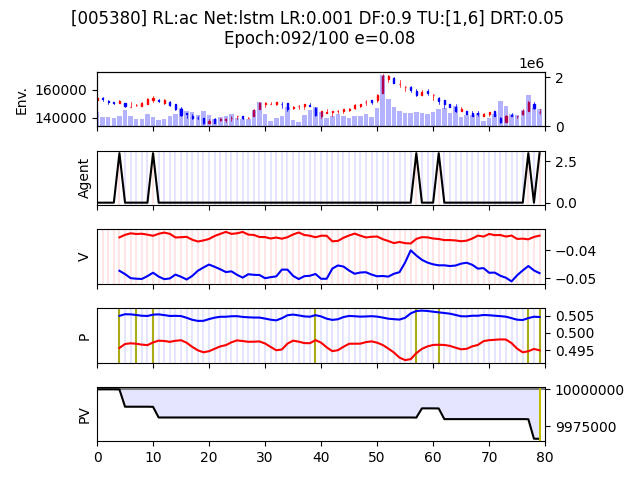 [005380] RL:ac Net:lstm LR:0.001 DF:0.9 TU:[1,6] DRT:0.05
Epoch:092/100 e=0.08
1e6
Env.
160000
140000
2
0
Agent
2.5
0.0
V
−0.04
−0.05
P
0.505
0.500
0.495
PV
10000000
9975000
0 10 20 30 40 50 60 70 80